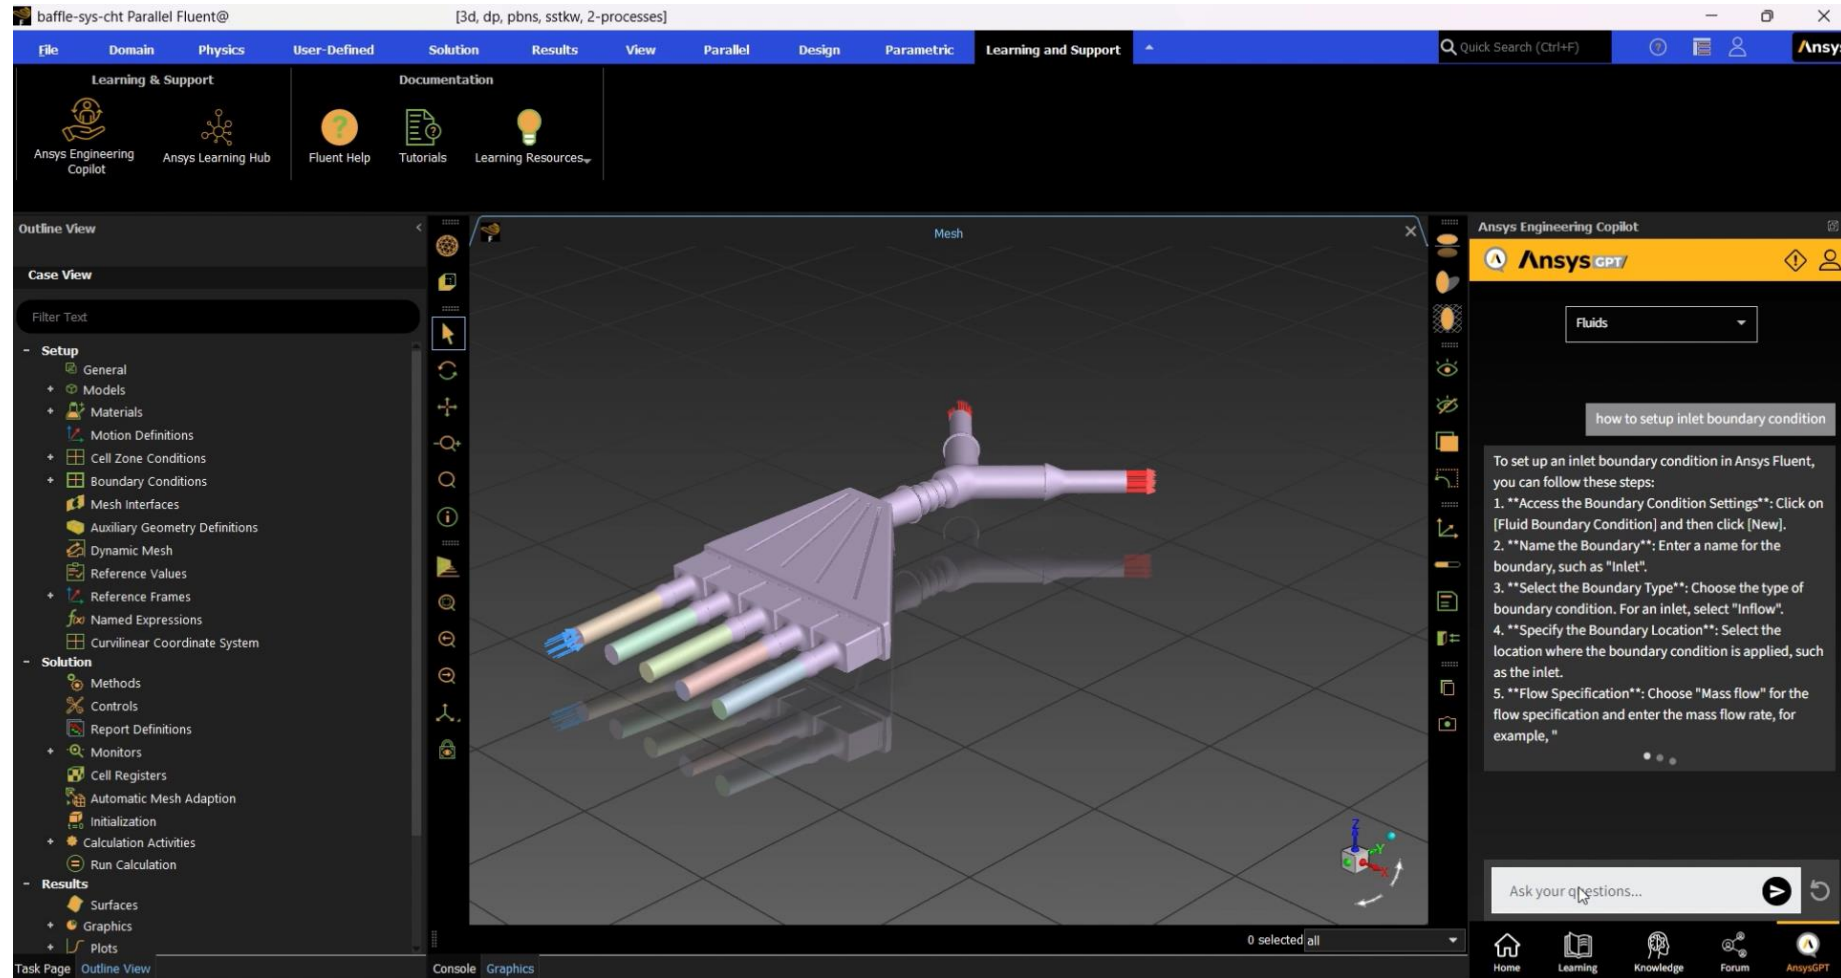 baffle-sys-cht Parallel Fluent@ [3d, dp, pbns, sstkw, 2-processes]
File Domain Physics User-Defined Solution Results View Parallel Design Parametric Learning and Support Quick Search (Ctrl+F)
Learning & Support Documentation
Ansys Engineering Copilot
Ansys Learning Hub
Fluent Help
Tutorials
Learning Resources
Outline View
Case View
Filter Text
Setup
General
Models
Materials
Motion Definitions
Cell Zone Conditions
Boundary Conditions
Mesh Interfaces
Auxiliary Geometry Definitions
Dynamic Mesh
Reference Values
Reference Frames
Named Expressions
Curvilinear Coordinate System
Solution
Methods
Controls
Report Definitions
Monitors
Cell Registers
Automatic Mesh Adaption
Initialization
Calculation Activities
Run Calculation
Results
Surfaces
Graphics
Plots
Task Page Outline View
Mesh
Z
Y
X
0 selected all
Console Graphics
Ansys Engineering Copilot
Ansys GPT
Fluids
how to setup inlet boundary condition
To set up an inlet boundary condition in Ansys Fluent,
you can follow these steps:
1. **Access the Boundary Condition Settings**: Click on
[Fluid Boundary Condition] and then click [New].
2. **Name the Boundary**: Enter a name for the
boundary, such as "Inlet".
3. **Select the Boundary Type**: Choose the type of
boundary condition. For an inlet, select "Inflow".
4. **Specify the Boundary Location**: Select the
location where the boundary condition is applied, such
as the inlet.
5. **Flow Specification**: Choose "Mass flow" for the
flow specification and enter the mass flow rate, for
example, "
Ask your questions...
Home Learning Knowledge Forum AnsysGPT